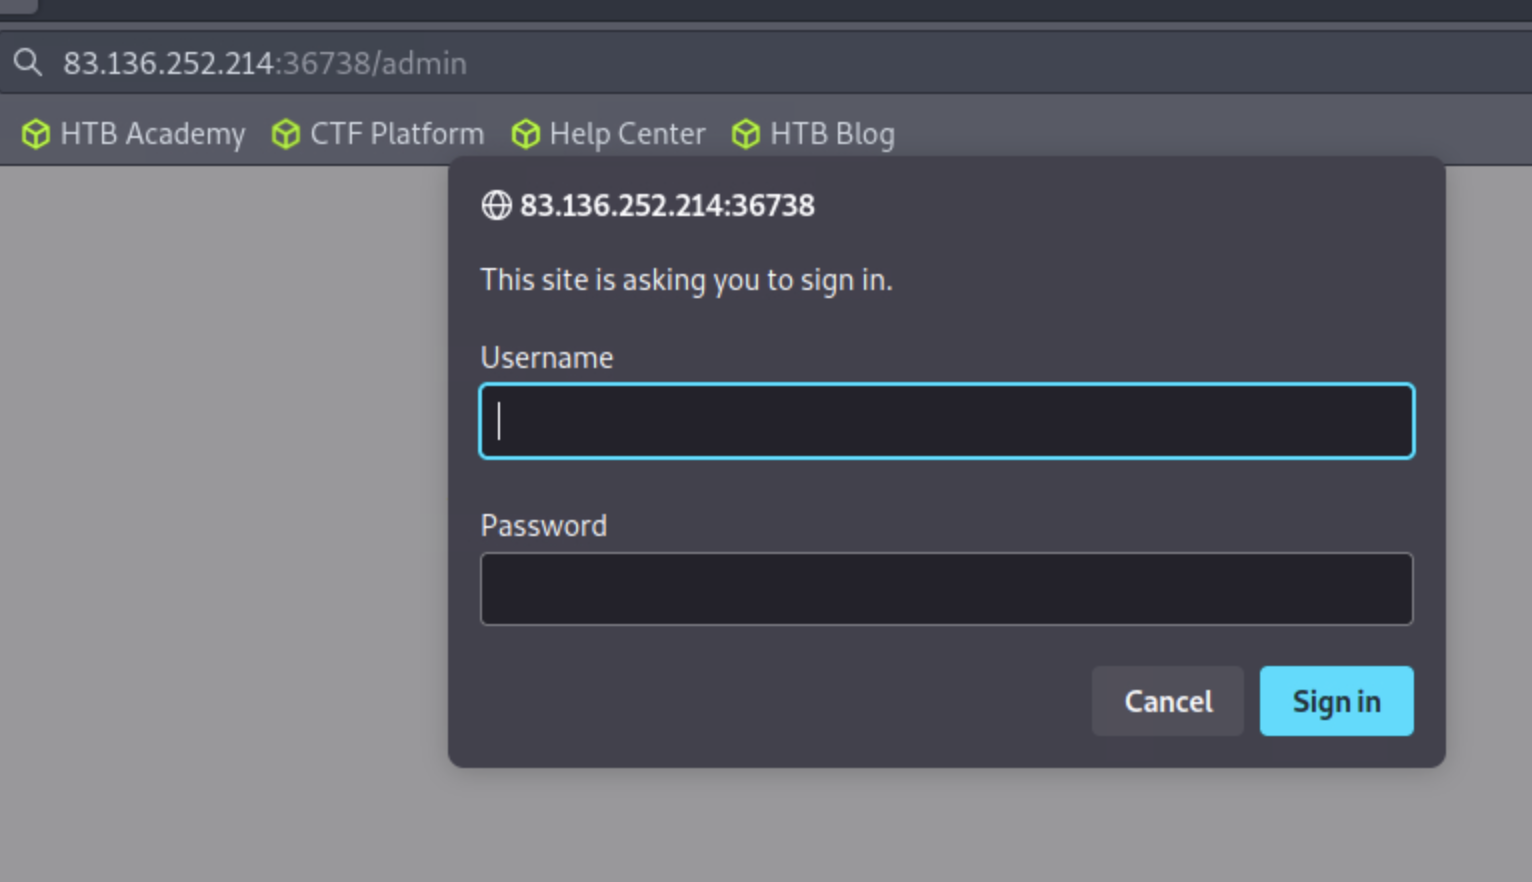 83.136.252.214:36738/admin
HTB Academy CTF Platform Help Center HTB Blog
83.136.252.214:36738
This site is asking you to sign in.
Username
Password
Cancel Sign in